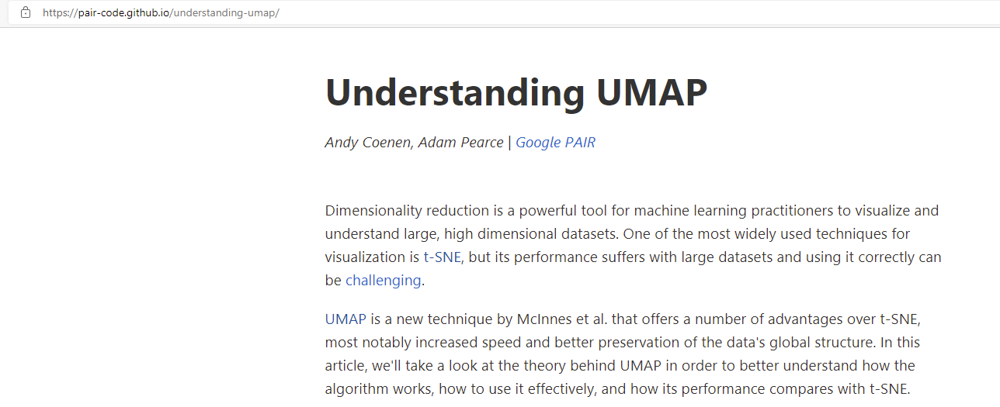 https://pair-code.github.io/understanding-umap/
Understanding UMAP
Andy Coenen, Adam Pearce | Google PAIR
Dimensionality reduction is a powerful tool for machine learning practitioners to visualize and
understand large, high dimensional datasets. One of the most widely used techniques for
visualization is t-SNE, but its performance suffers with large datasets and using it correctly can
be challenging.
UMAP is a new technique by McInnes et al. that offers a number of advantages over t-SNE,
most notably increased speed and better preservation of the data's global structure. In this
article, we'll take a look at the theory behind UMAP in order to better understand how the
algorithm works, how to use it effectively, and how its performance compares with t-SNE.